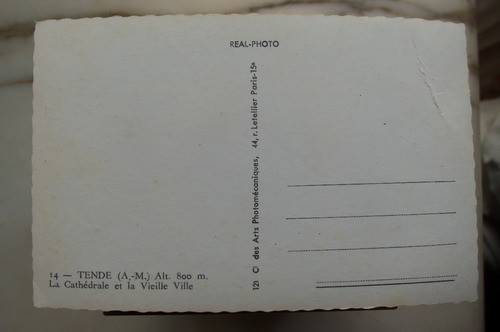 REAL-PHOTO
121 C des Arts Photomécaniques, 44, r. Letellier Paris-15e
14 — TENDE (A.-M.) Alt. 800 m.
La Cathédrale et la Vieille Ville